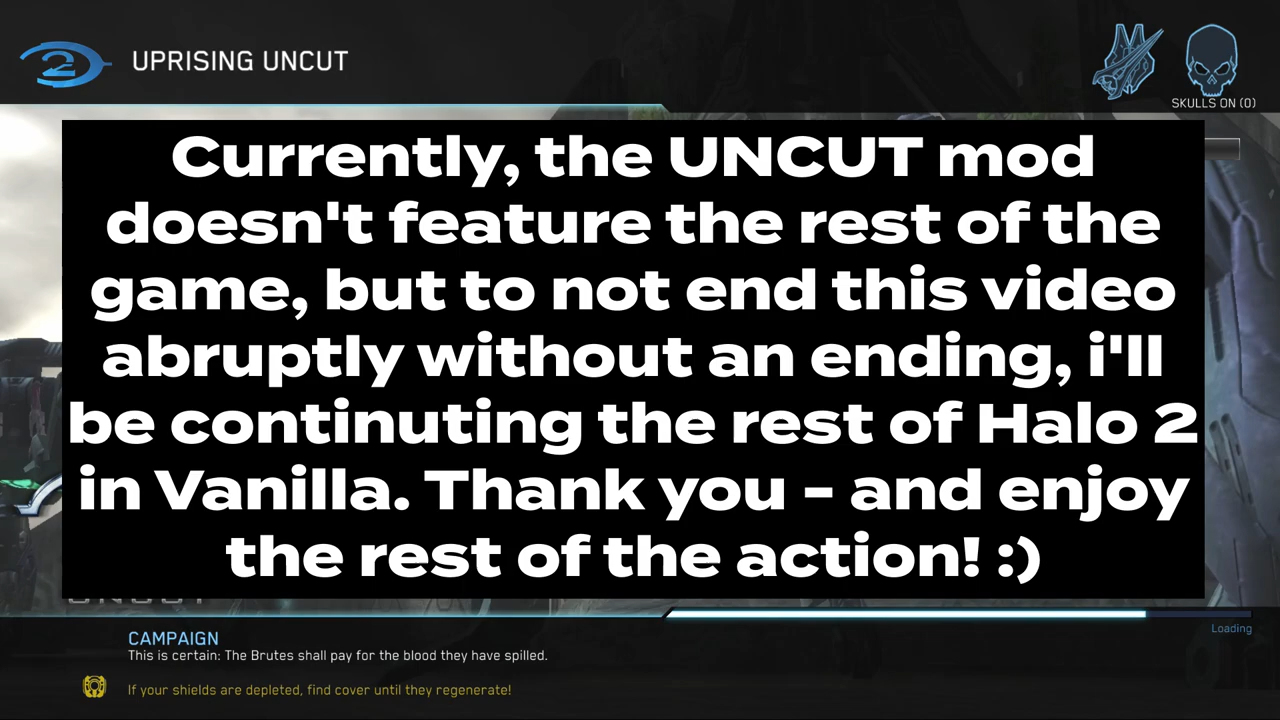 2
UPRISING UNCUT
SKULLS ON (0)
Currently, the UNCUT mod
doesn't feature the rest of the
game, but to not end this video
abruptly without an ending, i'll
be continuting the rest of Halo 2
in Vanilla. Thank you - and enjoy
the rest of the action! :)
UNCUT
Loading
CAMPAIGN
This is certain: The Brutes shall pay for the blood they have spilled.
If your shields are depleted, find cover until they regenerate!